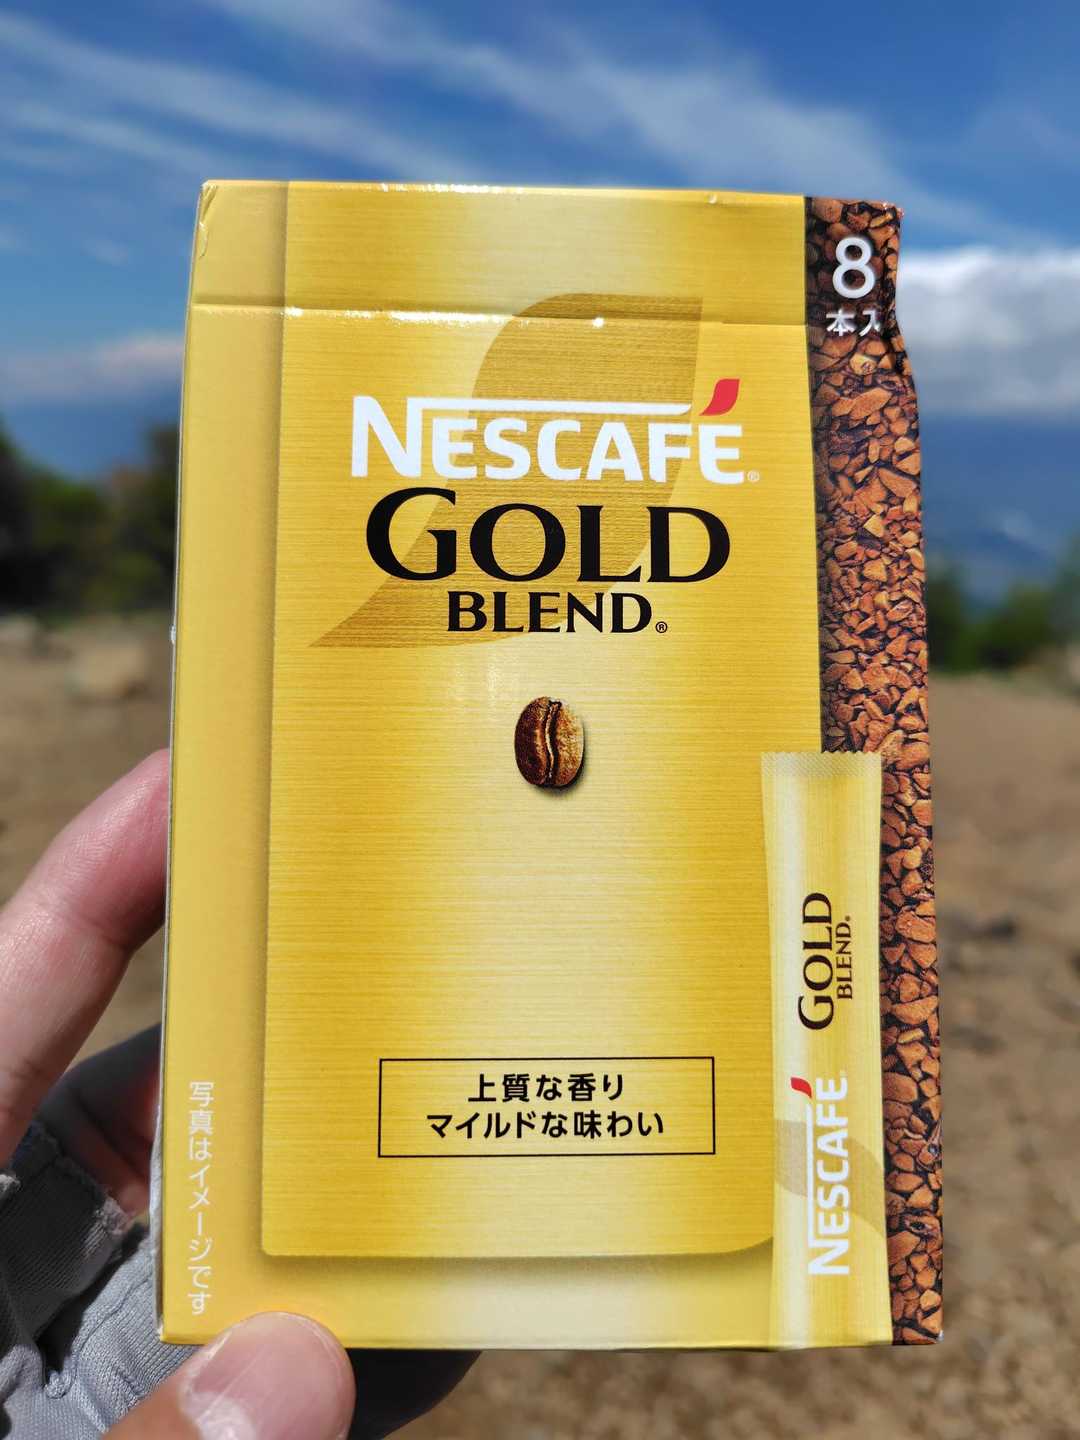 8
本入
NESCAFÉ®
GOLD
BLEND®
GOLD
BLEND®
NESCAFÉ
上質な香り
マイルドな味わい
写真はイメージです